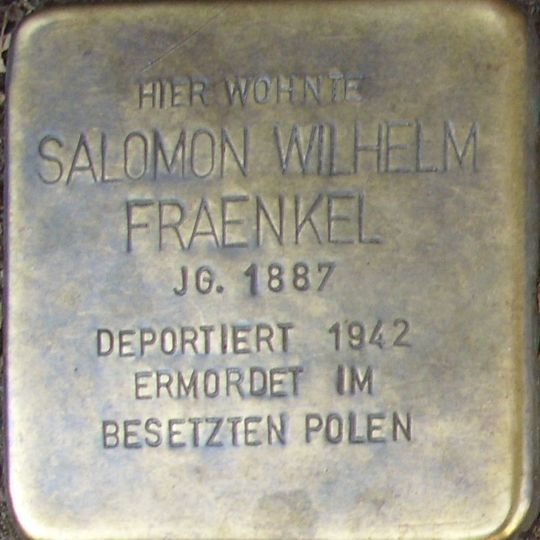 HIER WOHNTE
SALOMON WILHELM
FRAENKEL
JG. 1887
DEPORTIERT 1942
ERMORDET IM
BESETZTEN POLEN